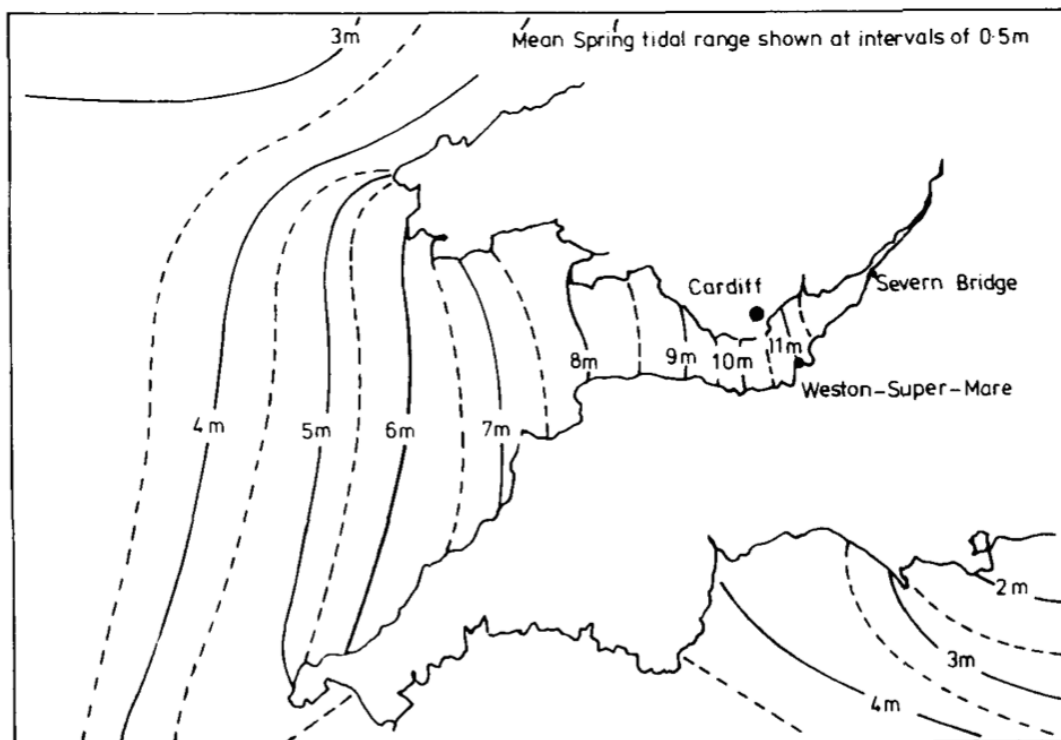 3m
Mean Spring tidal range shown at intervals of 0·5m
Cardiff
Severn Bridge
8m
9m
10m
11m
Weston-Super-Mare
4m
5m
6m
7m
2m
3m
4m